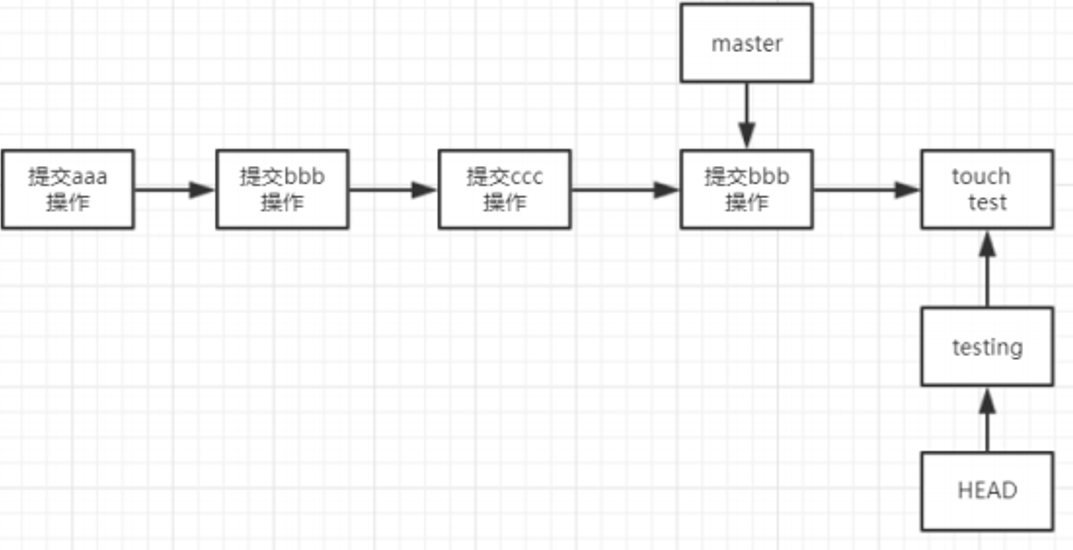 master
提交aaa
操作
提交bbb
操作
提交ccc
操作
提交bbb
操作
touch
test
testing
HEAD